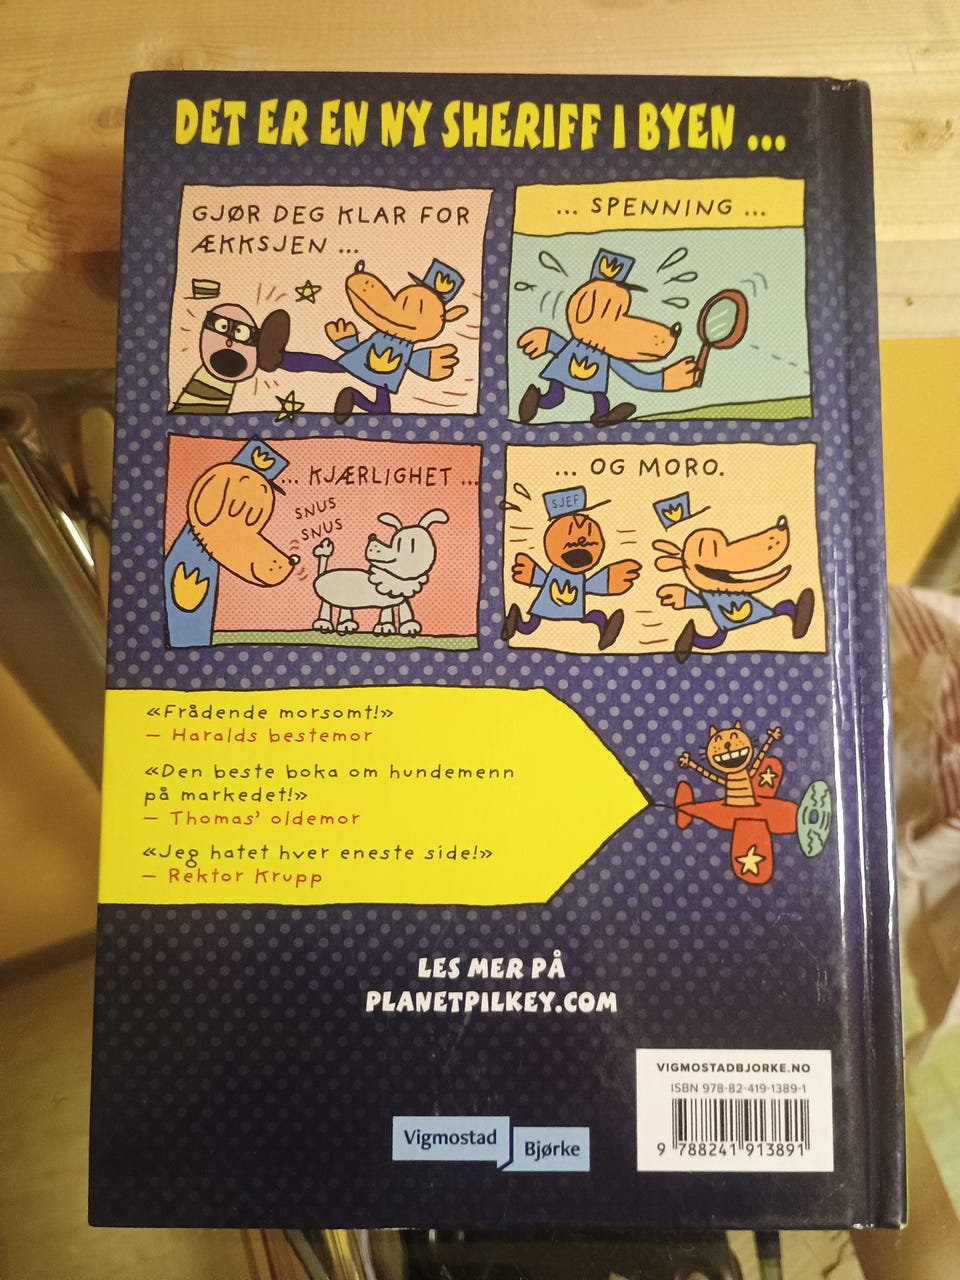 DET ER EN NY SHERIFF I BYEN ...
GJØR DEG KLAR FOR
ÆKKSJEN ...
... SPENNING ...
... KJÆRLIGHET ...
SNUS
SNUS
... OG MORO.
SJEF
«Frådende morsomt!»
– Haralds bestemor
«Den beste boka om hundemenn
på markedet!»
– Thomas' oldemor
«Jeg hatet hver eneste side!»
– Rektor Krupp
LES MER PÅ
PLANETPILKEY.COM
VIGMOSTADBJORKE.NO
ISBN 978-82-419-1389-1
9 788241 913891
Vigmostad
Bjørke